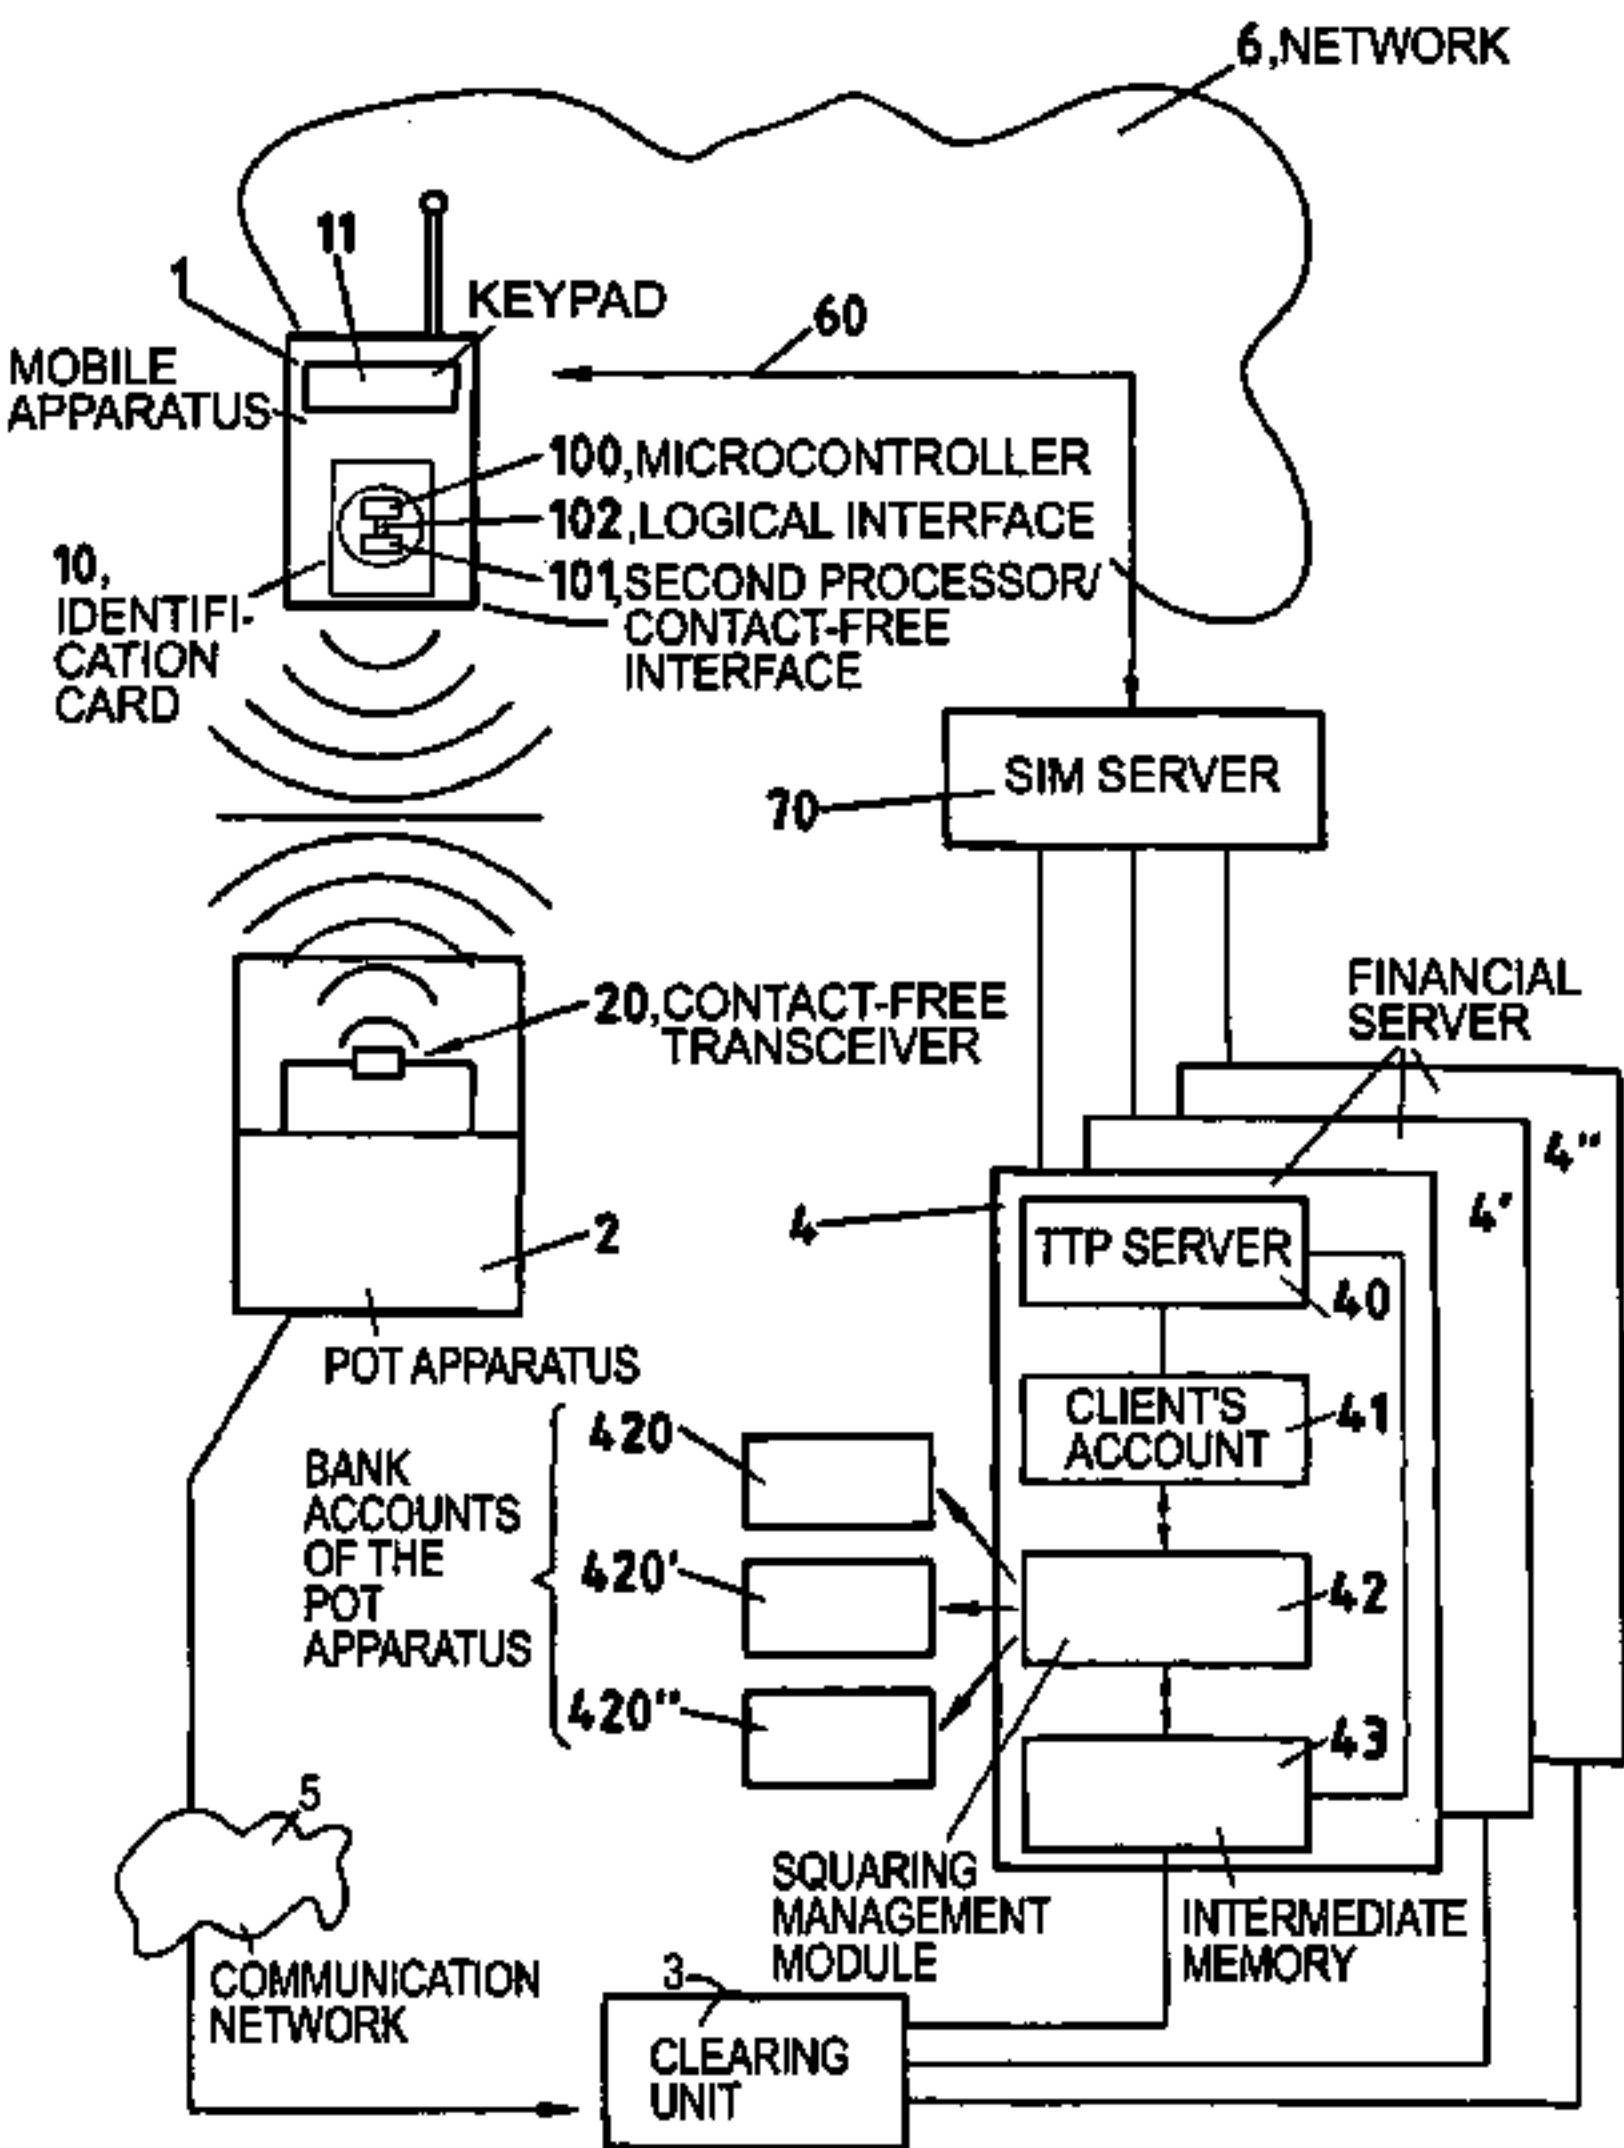 6, NETWORK
11
1
KEYPAD
60
MOBILE
APPARATUS
100, MICROCONTROLLER
102, LOGICAL INTERFACE
101, SECOND PROCESSOR/
CONTACT-FREE
INTERFACE
10,
IDENTIFI-
CATION
CARD
SIM SERVER
70
20, CONTACT-FREE
TRANSCEIVER
FINANCIAL
SERVER
4''
4'
4
TTP SERVER
40
2
POT APPARATUS
CLIENT'S
ACCOUNT
41
420
BANK
ACCOUNTS
OF THE
POT
APPARATUS
420'
42
420''
43
5
SQUARING
MANAGEMENT
MODULE
INTERMEDIATE
MEMORY
COMMUNICATION
NETWORK
3
CLEARING
UNIT